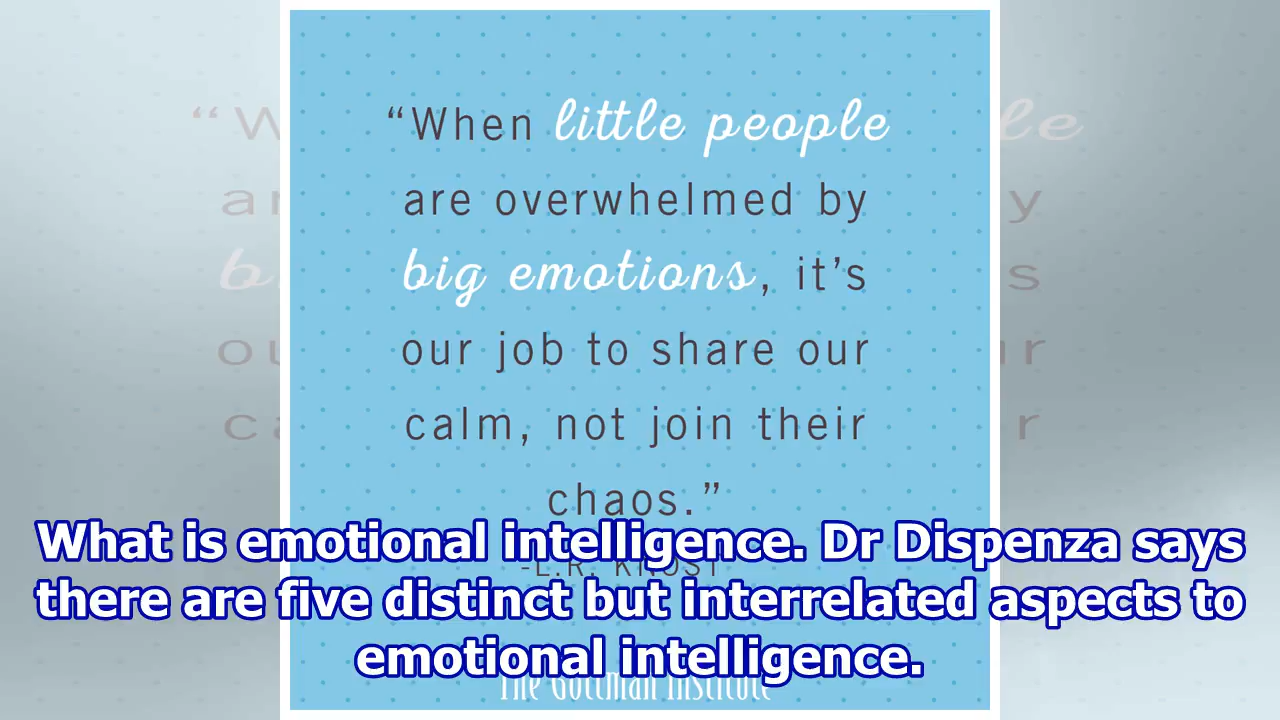 “When little people
are overwhelmed by
big emotions, it’s
our job to share our
calm, not join their
chaos.”
-L.R. KNOST
What is emotional intelligence. Dr Dispenza says
there are five distinct but interrelated aspects to
emotional intelligence.
The Gottman Institute